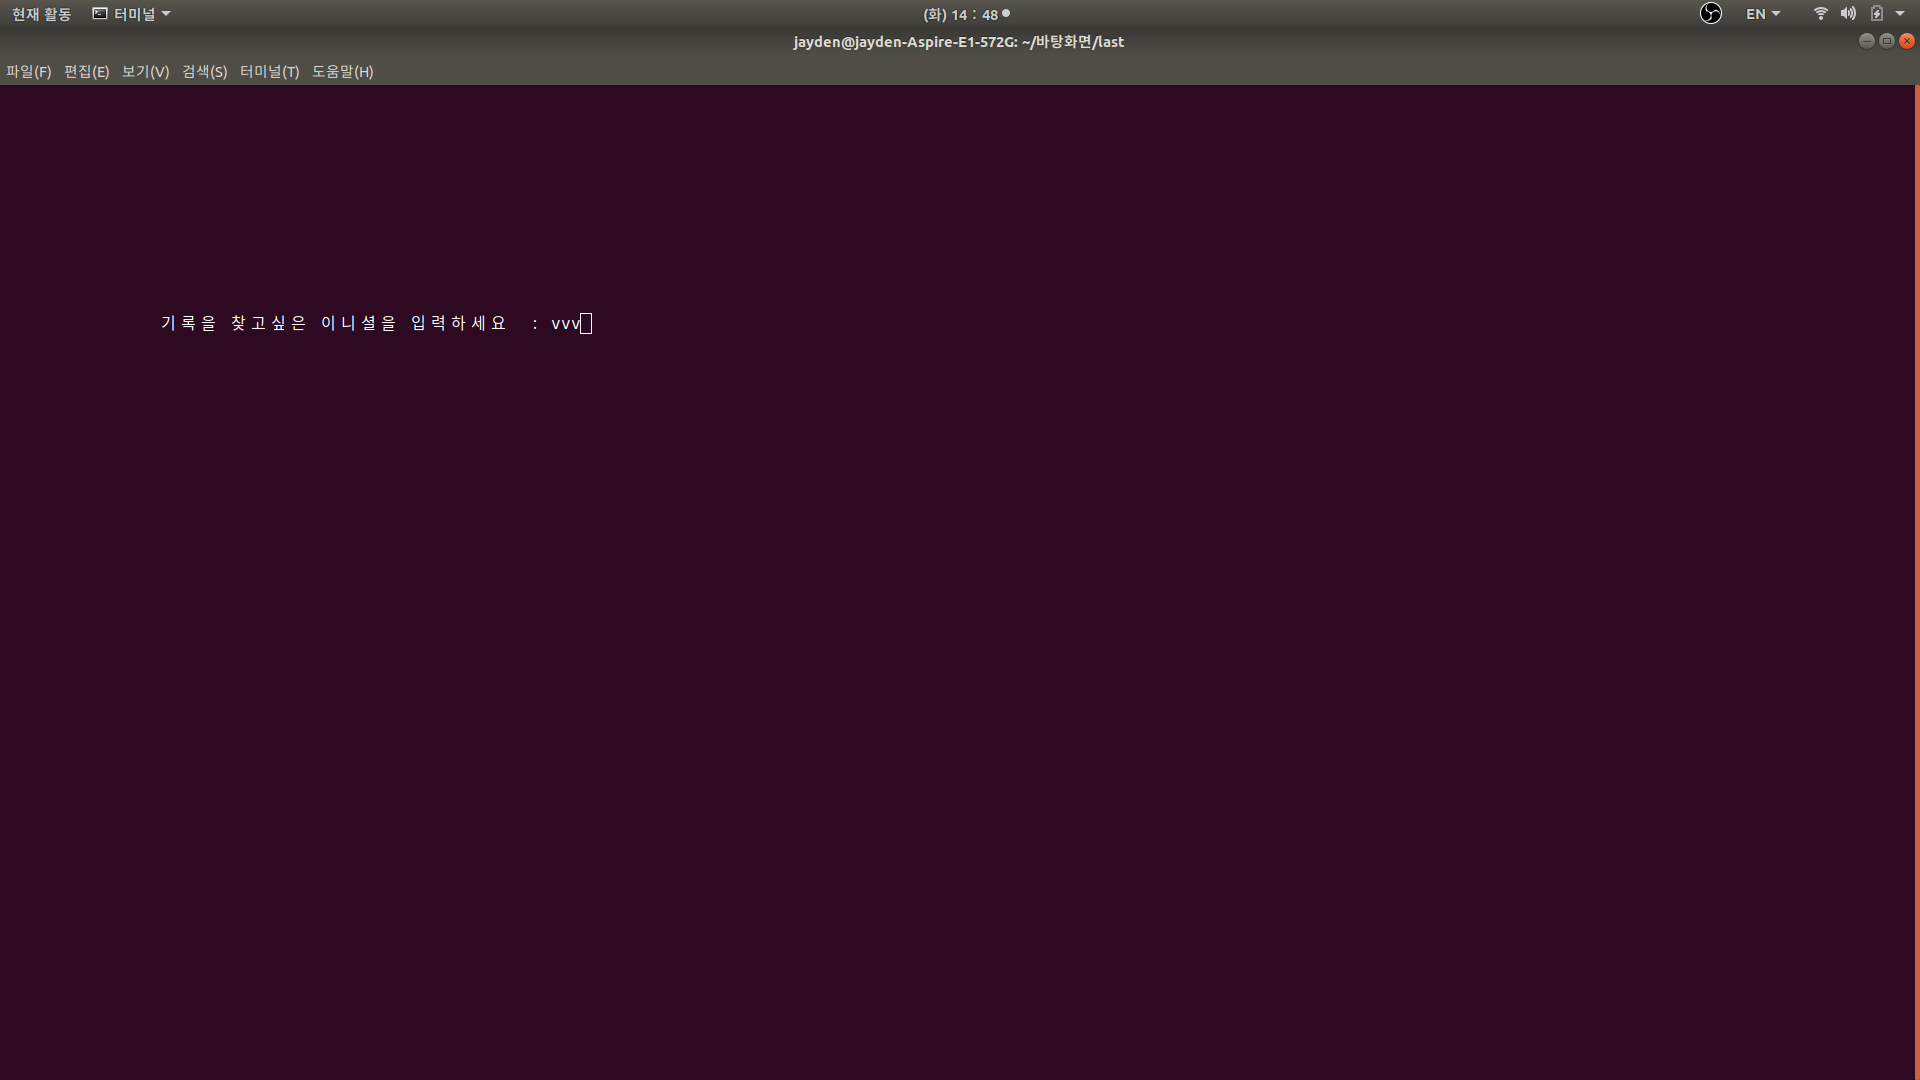 현재 활동 터미널 (화) 14 : 48 EN
jayden@jayden-Aspire-E1-572G: ~/바탕화면/last
파일(F) 편집(E) 보기(V) 검색(S) 터미널(T) 도움말(H)
기록을 찾고싶은 이니셜을 입력하세요 : vvv